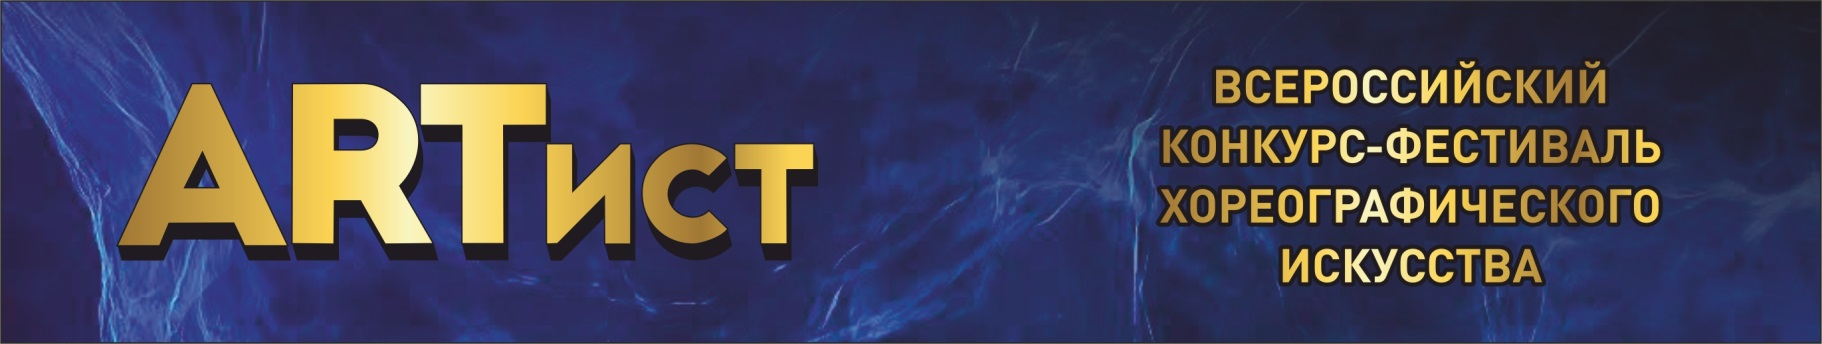 ARTист
ВСЕРОССИЙСКИЙ
КОНКУРС-ФЕСТИВАЛЬ
ХОРЕОГРАФИЧЕСКОГО
ИСКУССТВА